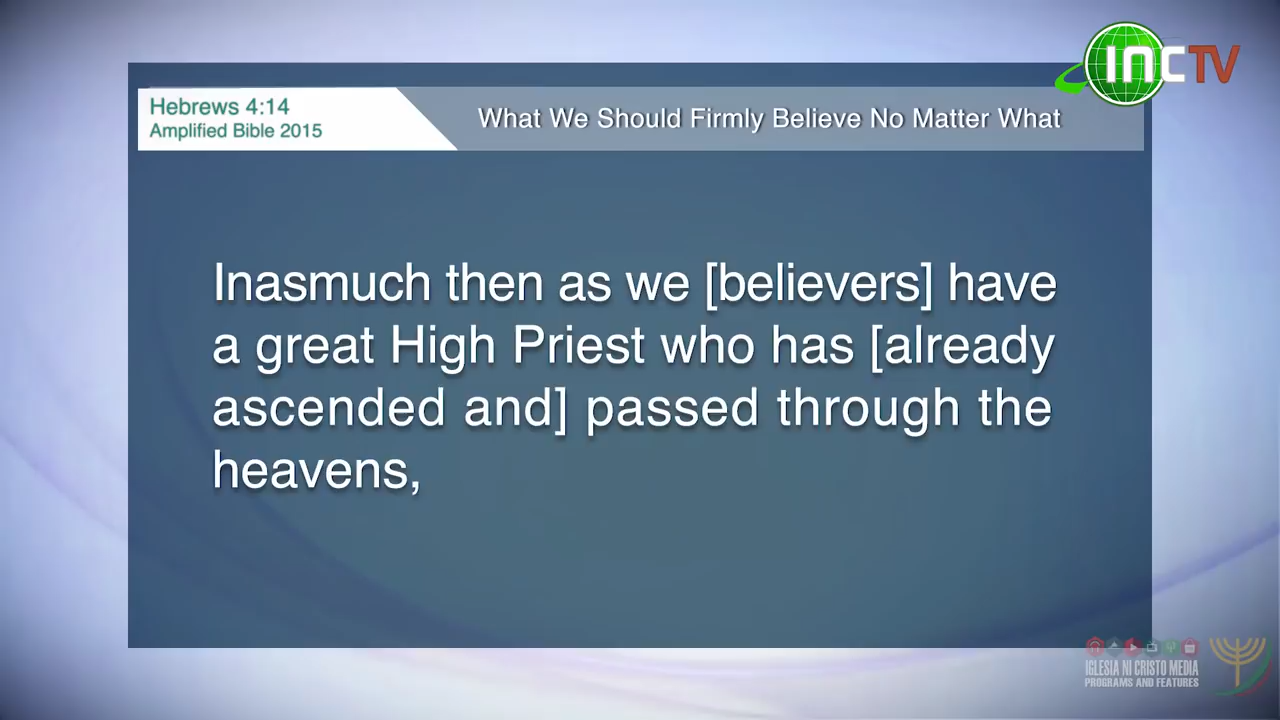 INCTV
Hebrews 4:14
Amplified Bible 2015
What We Should Firmly Believe No Matter What
Inasmuch then as we [believers] have
a great High Priest who has [already
ascended and] passed through the
heavens,
IGLESIA NI CRISTO MEDIA
PROGRAMS AND FEATURES